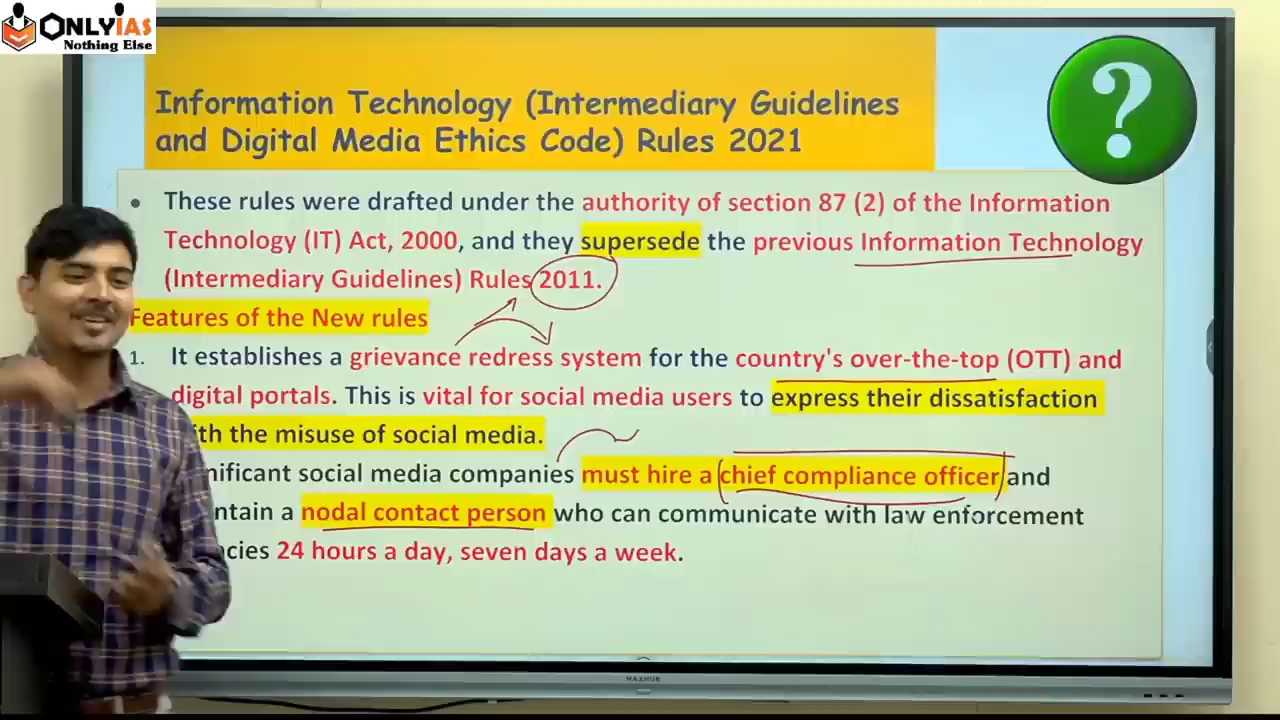 ONLYIAS
Nothing Else
Information Technology (Intermediary Guidelines
and Digital Media Ethics Code) Rules 2021
?
• These rules were drafted under the authority of section 87 (2) of the Information
Technology (IT) Act, 2000, and they supersede the previous Information Technology
(Intermediary Guidelines) Rules 2011.
Features of the New rules
1. It establishes a grievance redress system for the country's over-the-top (OTT) and
digital portals. This is vital for social media users to express their dissatisfaction
the misuse of social media.
social media companies must hire a chief compliance officer and
a nodal contact person who can communicate with law enforcement
24 hours a day, seven days a week.
MAXHUB